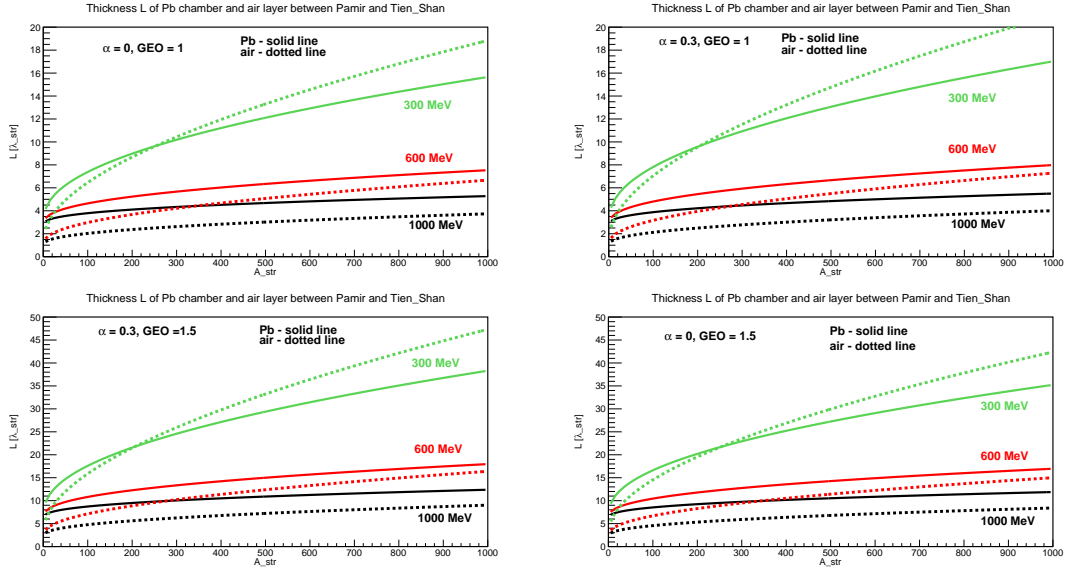 Thickness L of Pb chamber and air layer between Pamir and Tien_Shan
L [λ_str]
20
18
16
14
12
10
8
6
4
2
0
α = 0, GEO = 1
Pb - solid line
air - dotted line
300 MeV
600 MeV
1000 MeV
0 100 200 300 400 500 600 700 800 900 1000
A_str
Thickness L of Pb chamber and air layer between Pamir and Tien_Shan
L [λ_str]
20
18
16
14
12
10
8
6
4
2
0
α = 0.3, GEO = 1
Pb - solid line
air - dotted line
300 MeV
600 MeV
1000 MeV
0 100 200 300 400 500 600 700 800 900 1000
A_str
Thickness L of Pb chamber and air layer between Pamir and Tien_Shan
L [λ_str]
50
45
40
35
30
25
20
15
10
5
0
α = 0.3, GEO =1.5
Pb - solid line
air - dotted line
300 MeV
600 MeV
1000 MeV
0 100 200 300 400 500 600 700 800 900 1000
A_str
Thickness L of Pb chamber and air layer between Pamir and Tien_Shan
L [λ_str]
50
45
40
35
30
25
20
15
10
5
0
α = 0, GEO = 1.5
Pb - solid line
air - dotted line
300 MeV
600 MeV
1000 MeV
0 100 200 300 400 500 600 700 800 900 1000
A_str